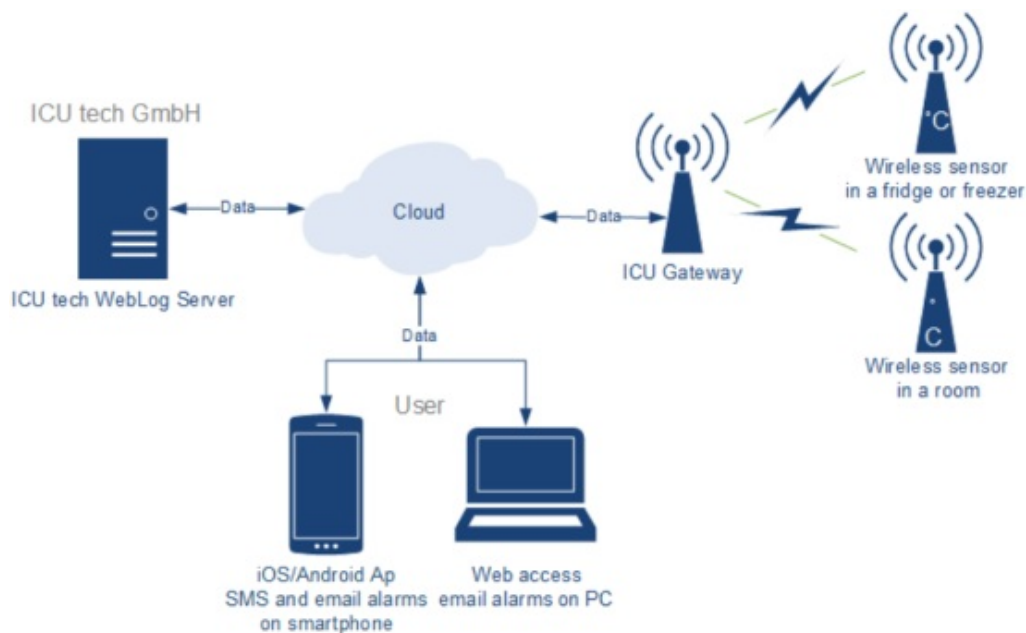 ICU tech GmbH
ICU tech WebLog Server
Data
Cloud
Data
ICU Gateway
°C
Wireless sensor
in a fridge or freezer
°
C
Wireless sensor
in a room
Data
User
iOS/Android Ap
SMS and email alarms
on smartphone
Web access
email alarms on PC